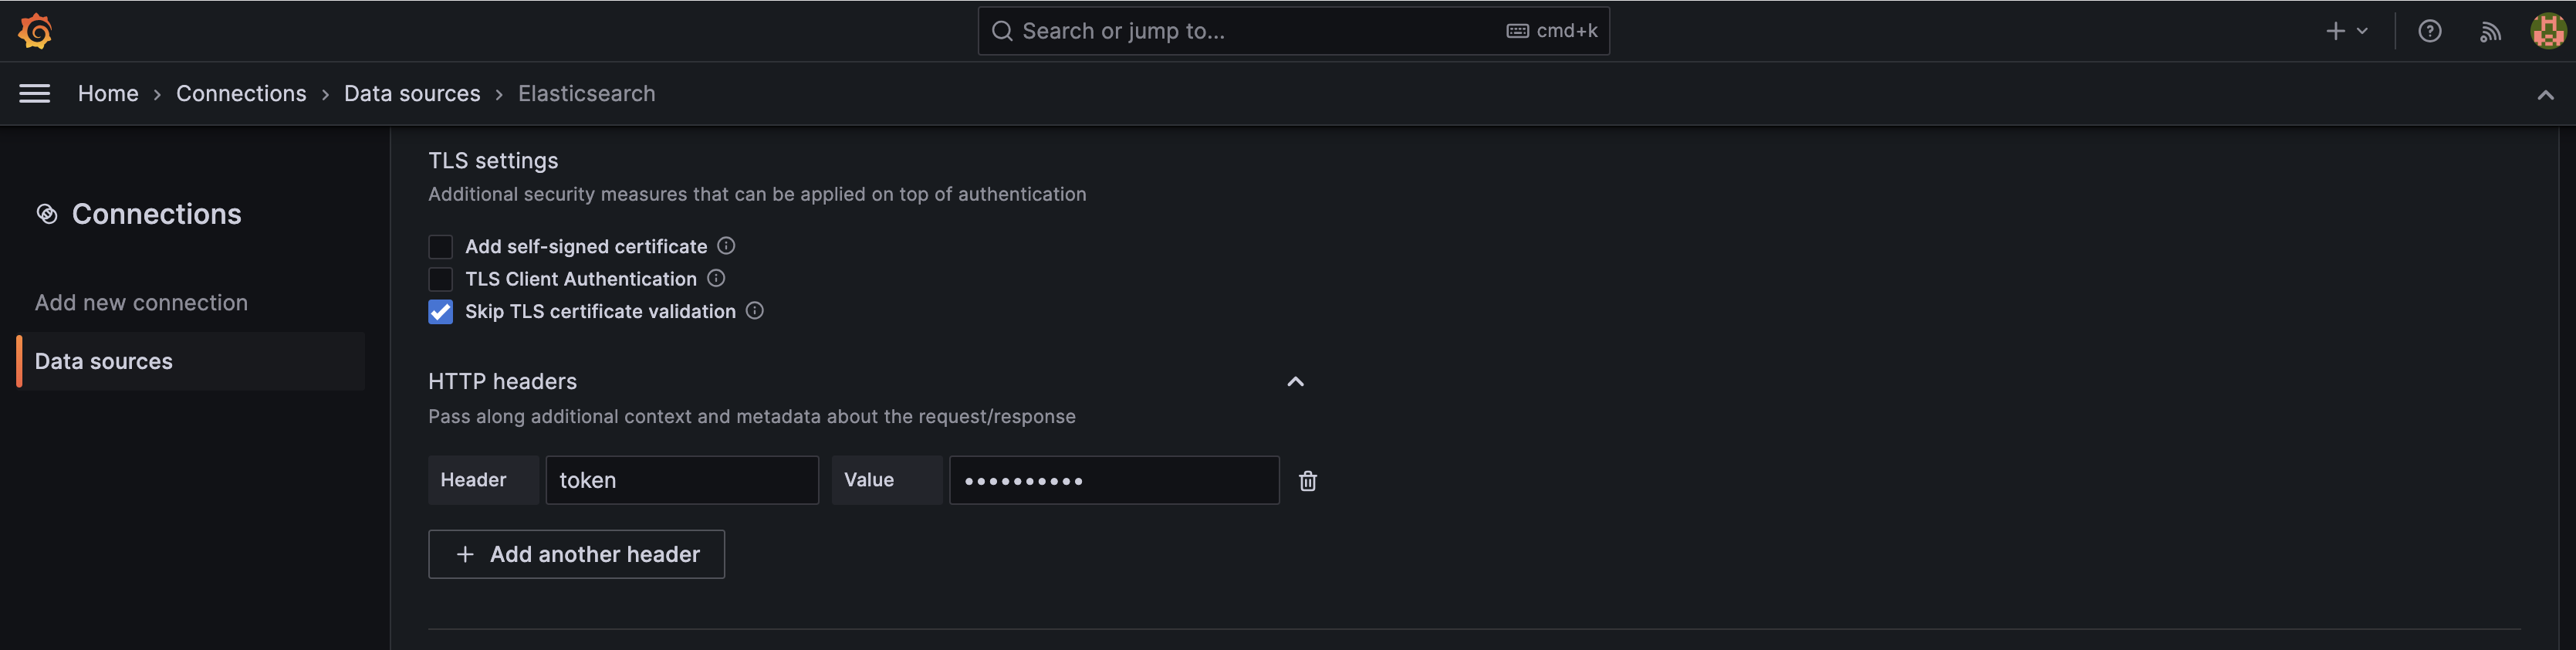 Search or jump to...
cmd+k
Home › Connections › Data sources › Elasticsearch
Connections
Add new connection
Data sources
TLS settings
Additional security measures that can be applied on top of authentication
Add self-signed certificate
TLS Client Authentication
Skip TLS certificate validation
HTTP headers
Pass along additional context and metadata about the request/response
Header
token
Value
••••••••••
+ Add another header